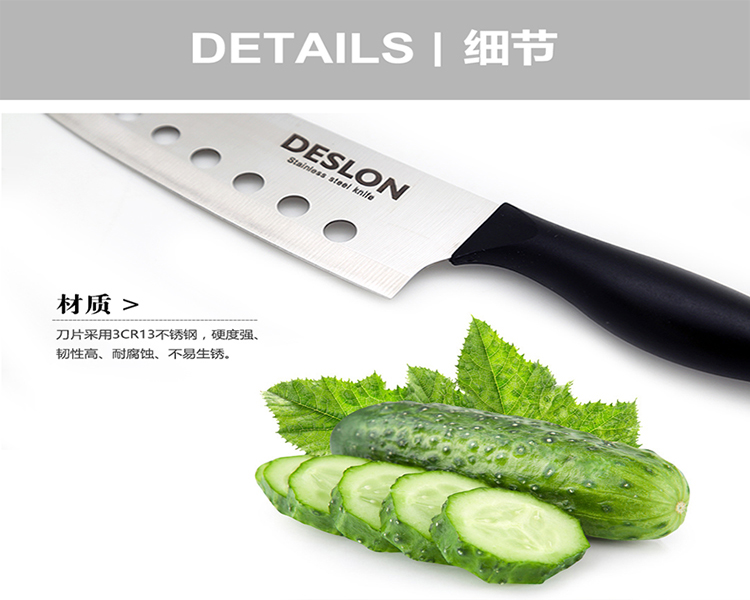 DETAILS | 细节
DESLON
Stainless steel knife
材质 >
刀片采用3CR13不锈钢，硬度强、
韧性高、耐腐蚀、不易生锈。